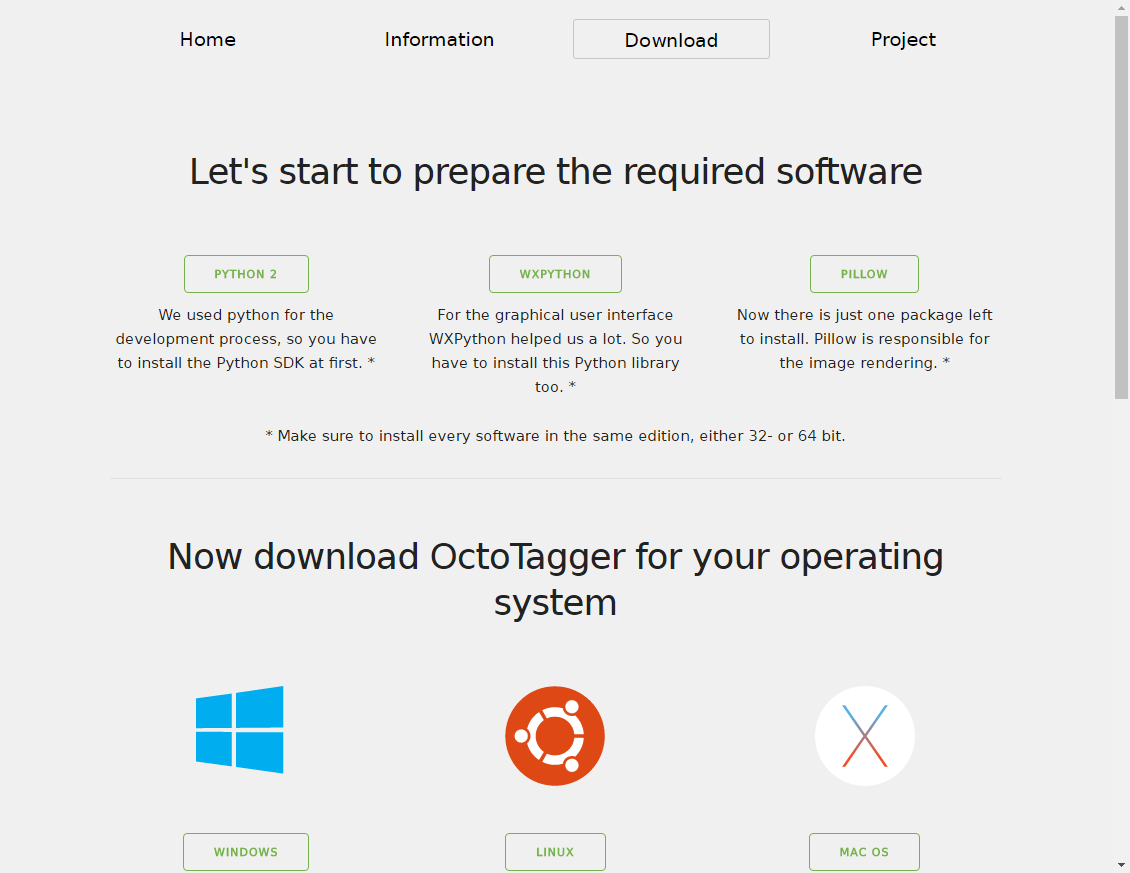 Home
Information
Download
Project
Let's start to prepare the required software
PYTHON 2
We used python for the
development process, so you have
to install the Python SDK at first. *
WXPYTHON
For the graphical user interface
WXPython helped us a lot. So you
have to install this Python library
too. *
PILLOW
Now there is just one package left
to install. Pillow is responsible for
the image rendering. *
* Make sure to install every software in the same edition, either 32- or 64 bit.
Now download OctoTagger for your operating
system
WINDOWS
LINUX
MAC OS